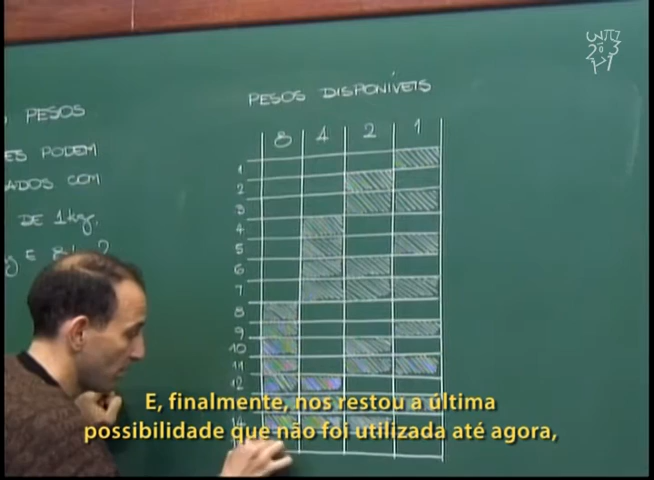 PESOS DISPONÍVEIS
PESOS
ES PODEM
ADOS COM
DE 1kg,
8 4 2 1
1
2
3
4
5
6
7
8
9
10
11
12
E, finalmente, nos restou a última
possibilidade que não foi utilizada até agora,